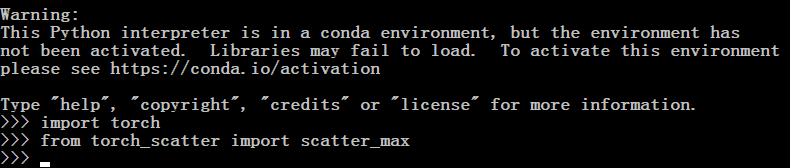 Warning:
This Python interpreter is in a conda environment, but the environment has
not been activated.  Libraries may fail to load.  To activate this environment
please see https://conda.io/activation
Type "help", "copyright", "credits" or "license" for more information.
>>> import torch
>>> from torch_scatter import scatter_max
>>>